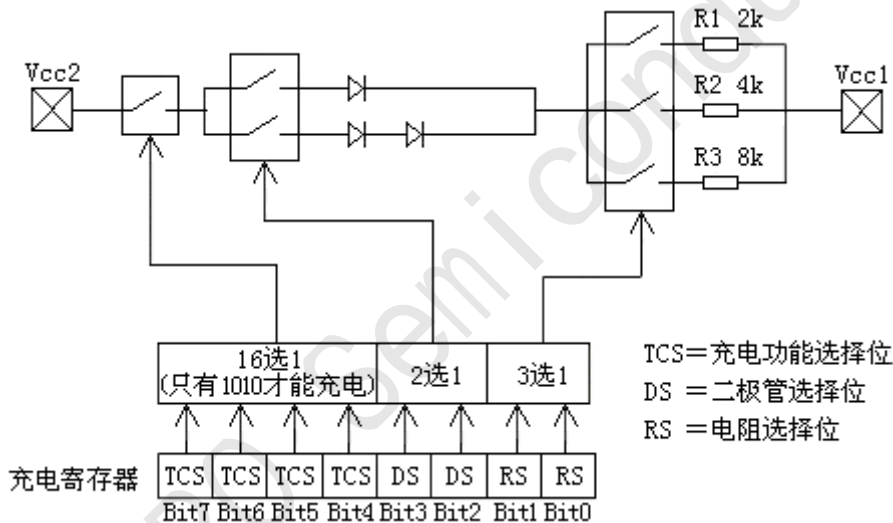 R1 2k
Vcc2
R2 4k
Vcc1
R3 8k
16选1
(只有1010才能充电)
2选1
3选1
TCS=充电功能选择位
DS =二极管选择位
RS =电阻选择位
充电寄存器 TCS TCS TCS TCS DS DS RS RS
Bit7 Bit6 Bit5 Bit4 Bit3 Bit2 Bit1 Bit0
Semicondu